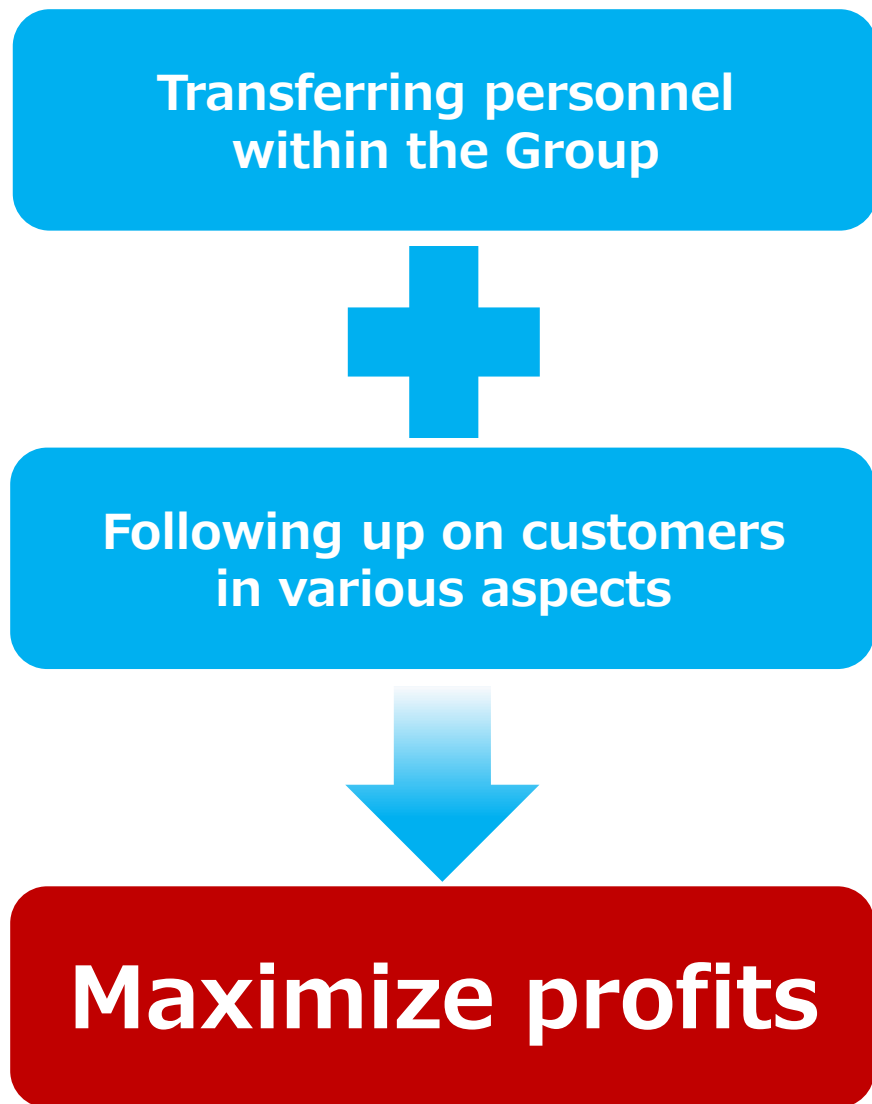 Transferring personnel
within the Group
Following up on customers
in various aspects
Maximize profits